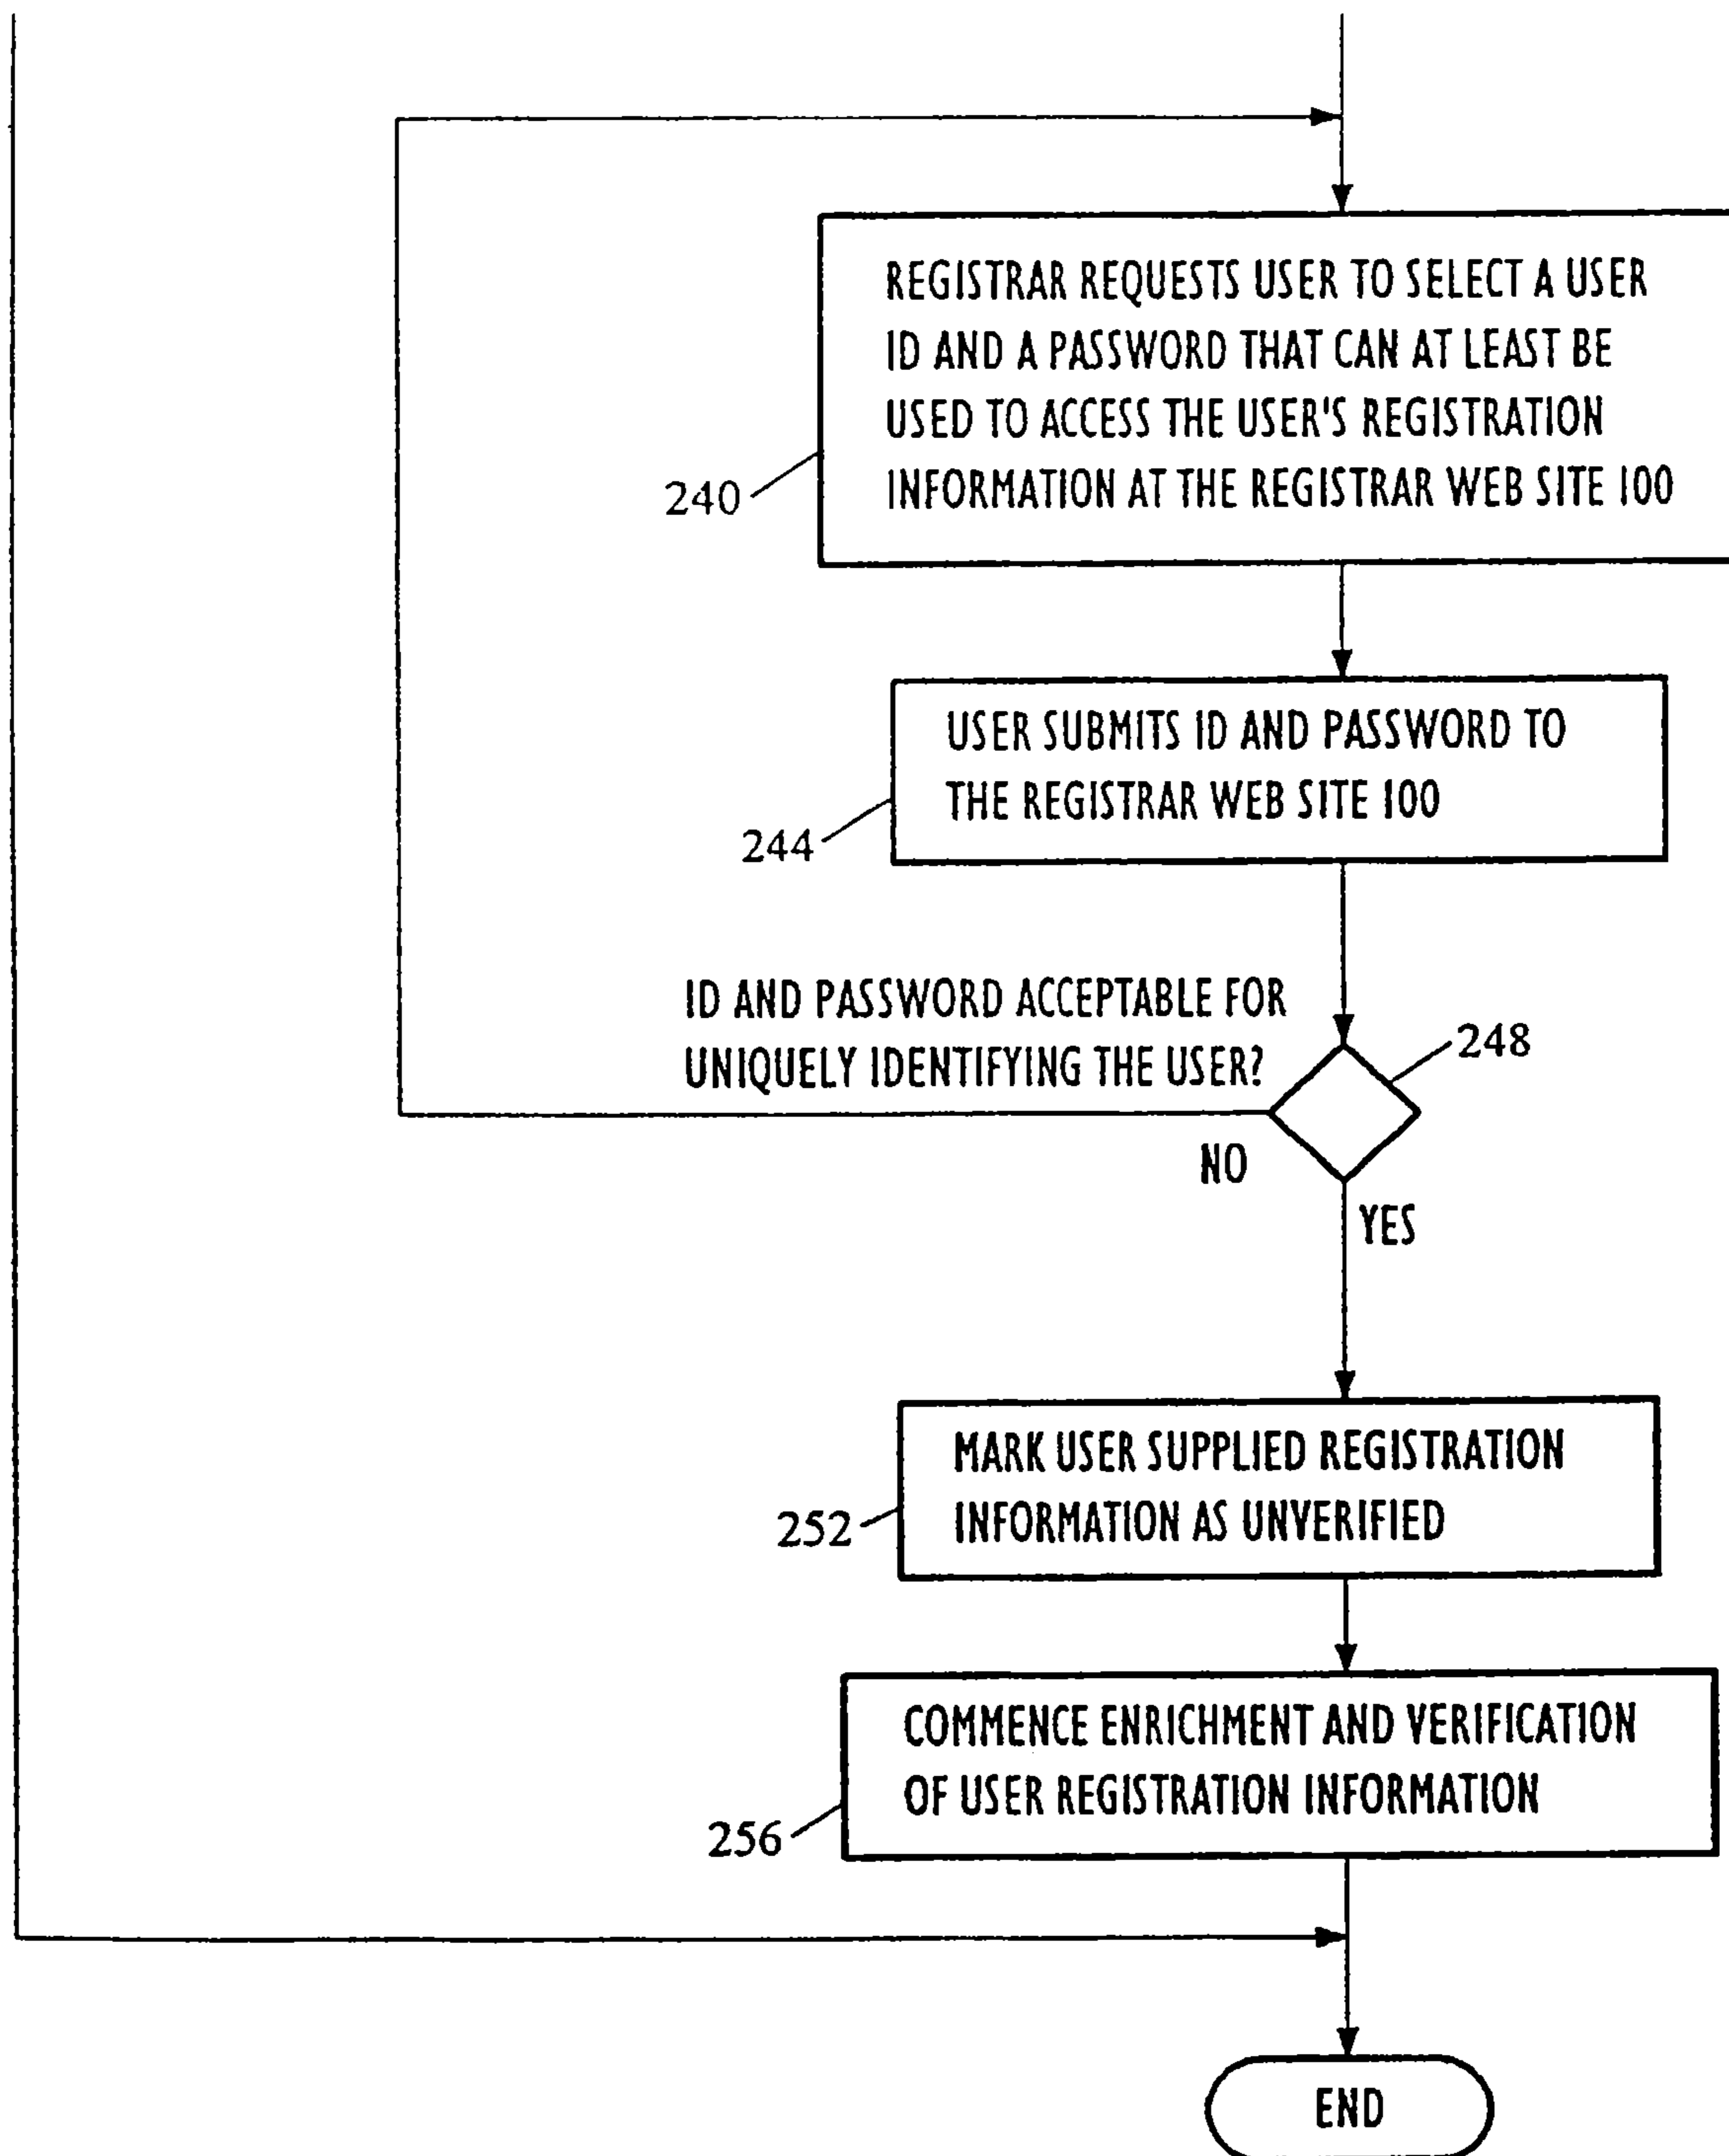 REGISTRAR REQUESTS USER TO SELECT A USER
ID AND A PASSWORD THAT CAN AT LEAST BE
USED TO ACCESS THE USER'S REGISTRATION
INFORMATION AT THE REGISTRAR WEB SITE 100
240
USER SUBMITS ID AND PASSWORD TO
THE REGISTRAR WEB SITE 100
244
ID AND PASSWORD ACCEPTABLE FOR
UNIQUELY IDENTIFYING THE USER?
248
NO
YES
MARK USER SUPPLIED REGISTRATION
INFORMATION AS UNVERIFIED
252
COMMENCE ENRICHMENT AND VERIFICATION
OF USER REGISTRATION INFORMATION
256
END